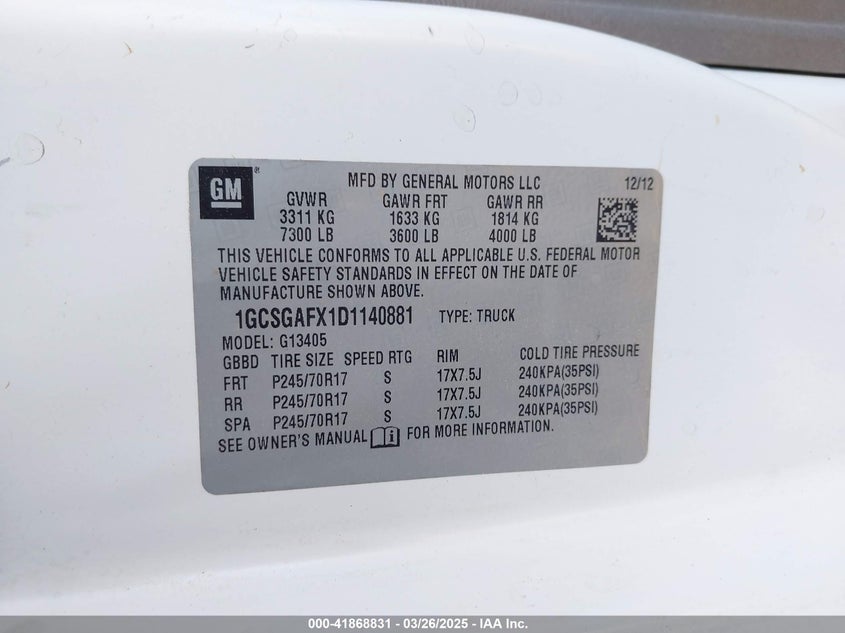 GM ®
MFD BY GENERAL MOTORS LLC 12/12
GVWR GAWR FRT GAWR RR
3311 KG 1633 KG 1814 KG
7300 LB 3600 LB 4000 LB
THIS VEHICLE CONFORMS TO ALL APPLICABLE U.S. FEDERAL MOTOR
VEHICLE SAFETY STANDARDS IN EFFECT ON THE DATE OF
MANUFACTURE SHOWN ABOVE.
1GCSGAFX1D1140881 TYPE: TRUCK
MODEL: G13405
GBBD TIRE SIZE SPEED RTG RIM COLD TIRE PRESSURE
FRT P245/70R17 S 17X7.5J 240KPA(35PSI)
RR P245/70R17 S 17X7.5J 240KPA(35PSI)
SPA P245/70R17 S 17X7.5J 240KPA(35PSI)
SEE OWNER'S MANUAL i FOR MORE INFORMATION.
000-41868831 - 03/26/2025 - IAA Inc.